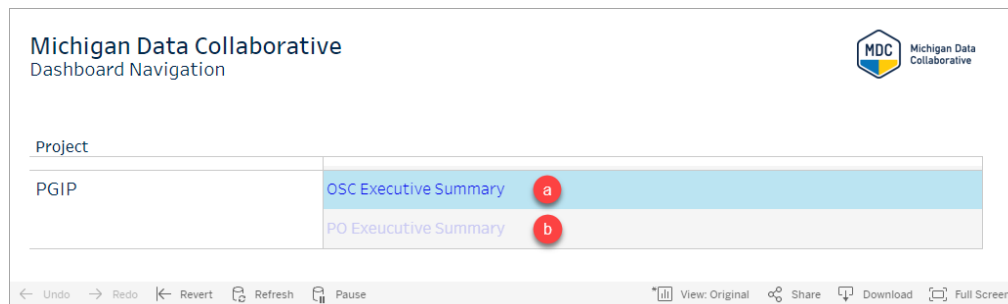 Michigan Data Collaborative
Dashboard Navigation
MDC Michigan Data
Collaborative
Project
PGIP
OSC Executive Summary a
PO Exeucutive Summary b
Undo Redo Revert Refresh Pause View: Original Share Download Full Screen